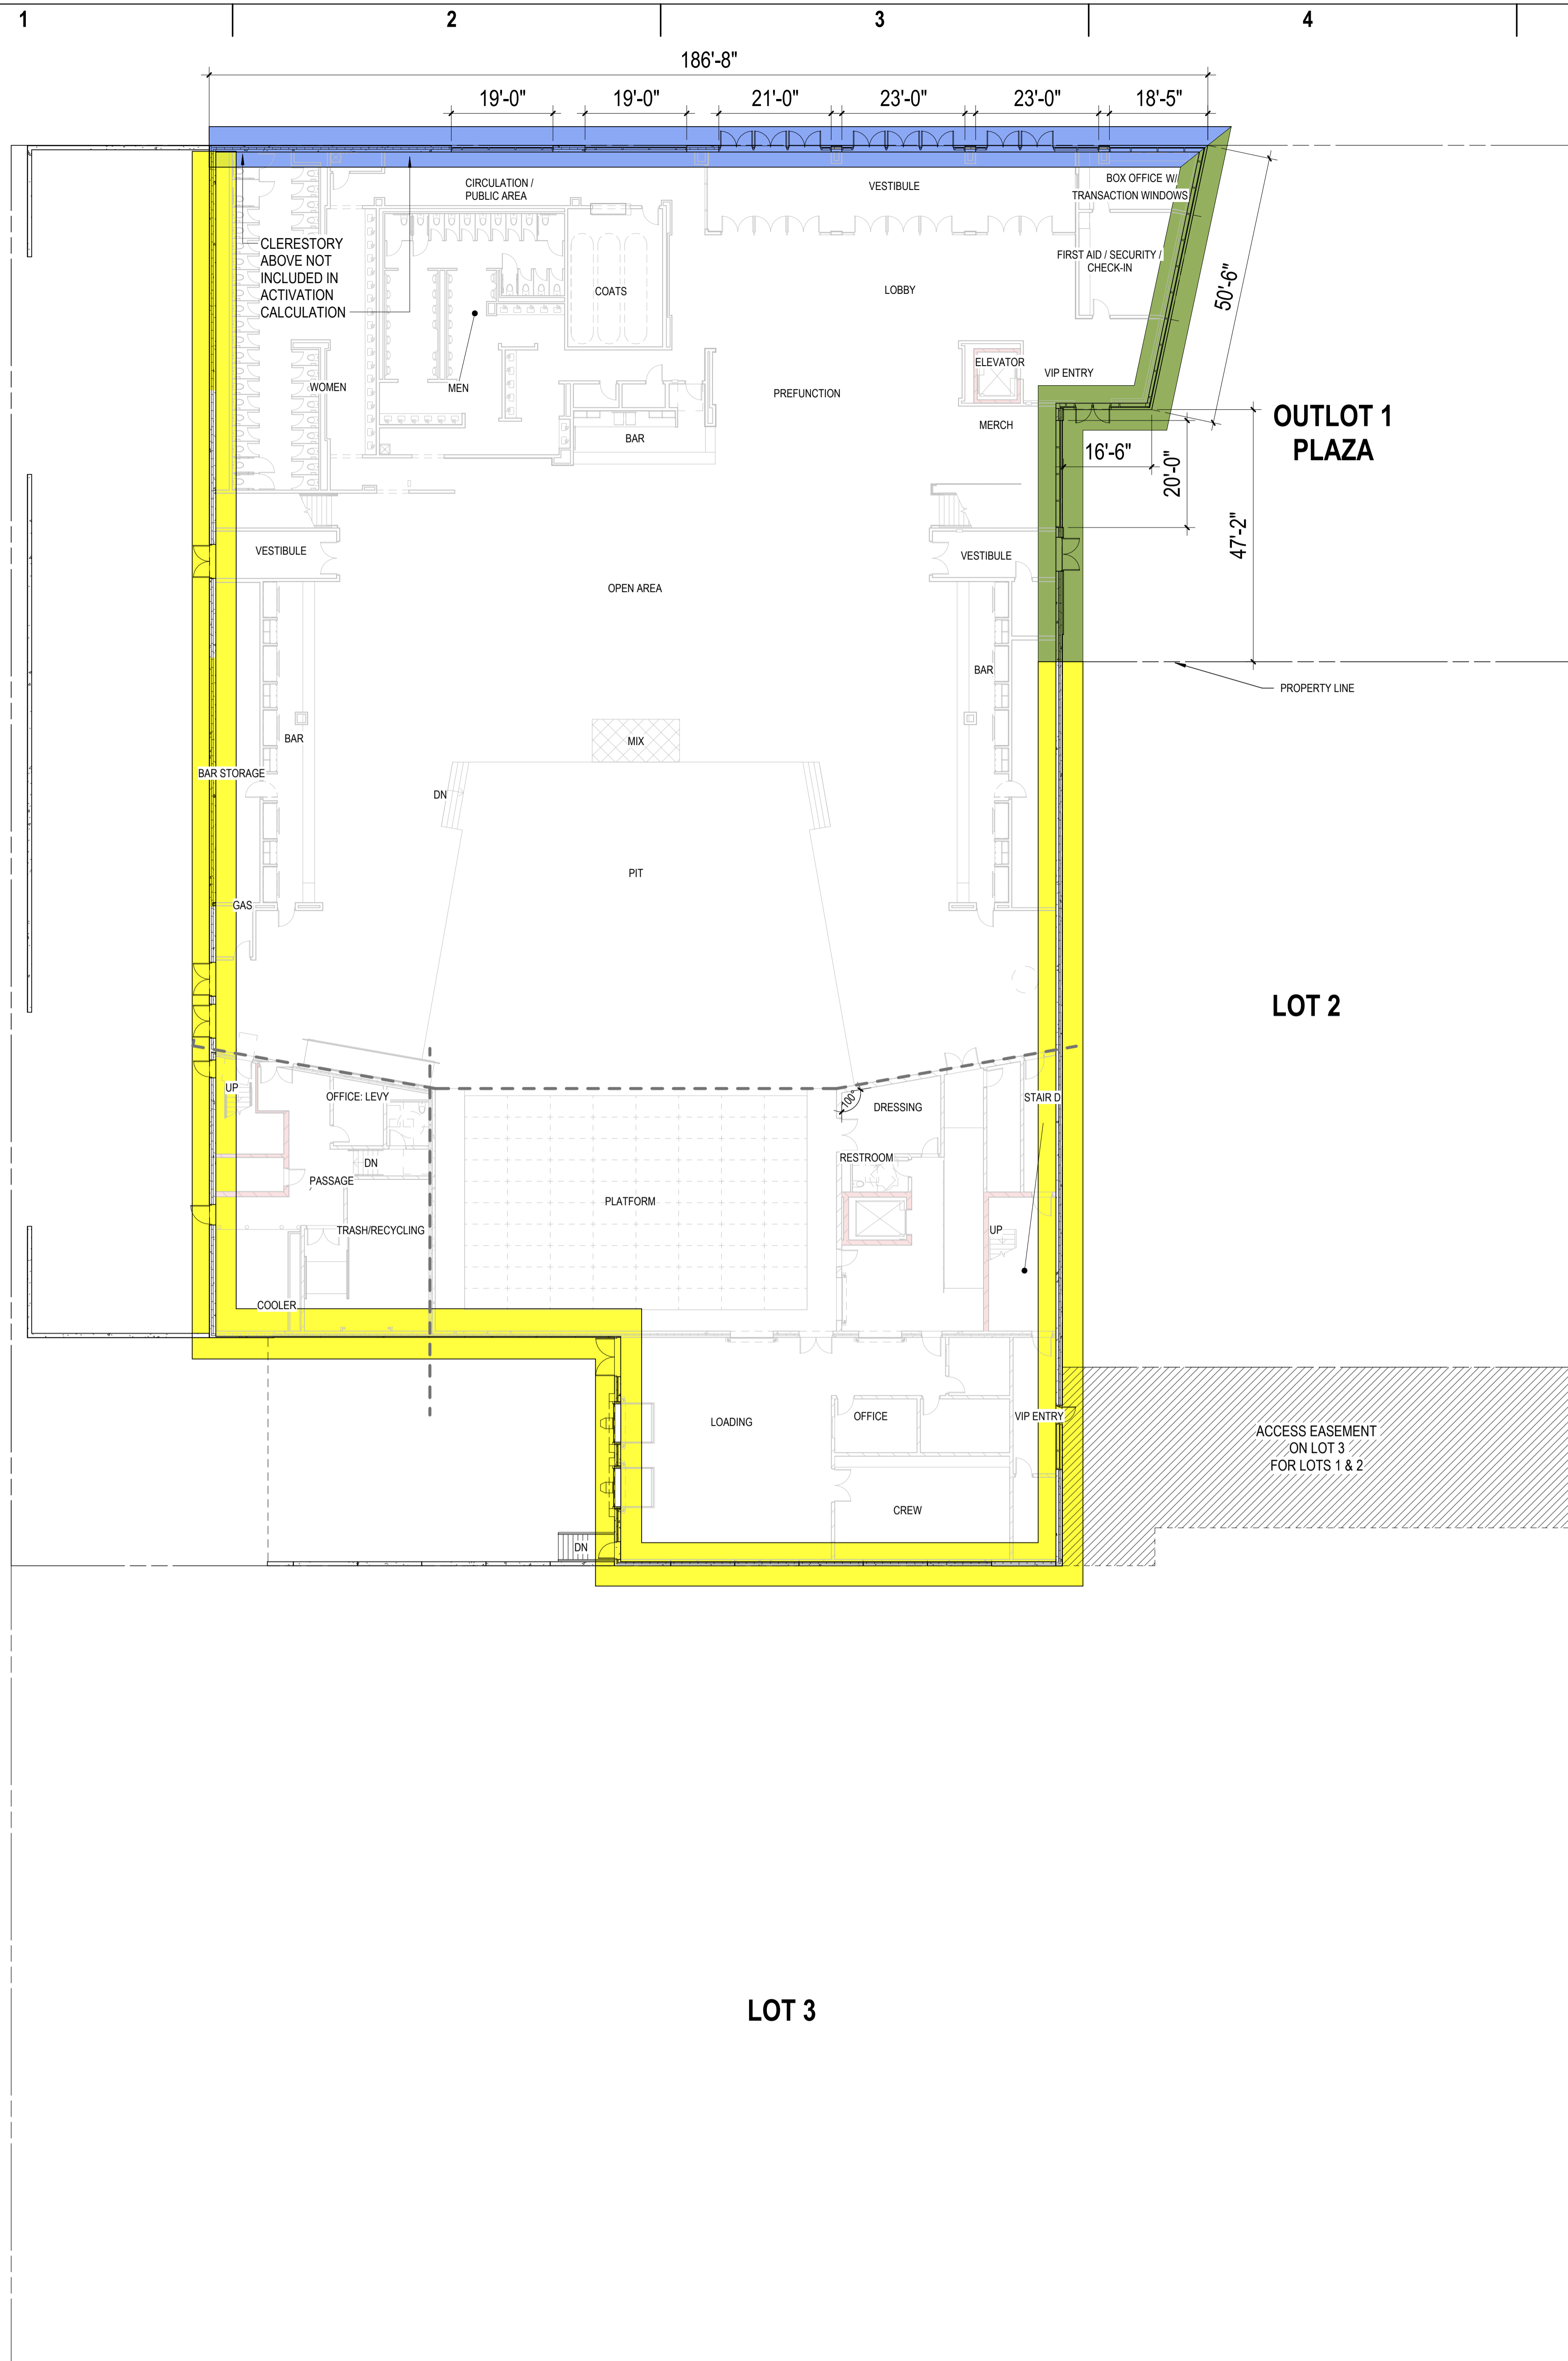 1
2
3
4
186'-8"
19'-0"
19'-0"
21'-0"
23'-0"
23'-0"
18'-5"
CIRCULATION /
PUBLIC AREA
VESTIBULE
BOX OFFICE W/
TRANSACTION WINDOWS
CLERESTORY
ABOVE NOT
INCLUDED IN
ACTIVATION
CALCULATION
FIRST AID / SECURITY /
CHECK-IN
50'-6"
COATS
LOBBY
ELEVATOR
VIP ENTRY
WOMEN
MEN
PREFUNCTION
OUTLOT 1
PLAZA
MERCH
BAR
16'-6"
20'-0"
47'-2"
VESTIBULE
VESTIBULE
OPEN AREA
BAR
PROPERTY LINE
BAR
MIX
BAR STORAGE
DN
PIT
GAS
LOT 2
UP
OFFICE: LEVY
100°
DRESSING
STAIR D
DN
RESTROOM
PASSAGE
PLATFORM
TRASH/RECYCLING
UP
COOLER
LOADING
OFFICE
VIP ENTRY
ACCESS EASEMENT
ON LOT 3
FOR LOTS 1 & 2
CREW
DN
LOT 3